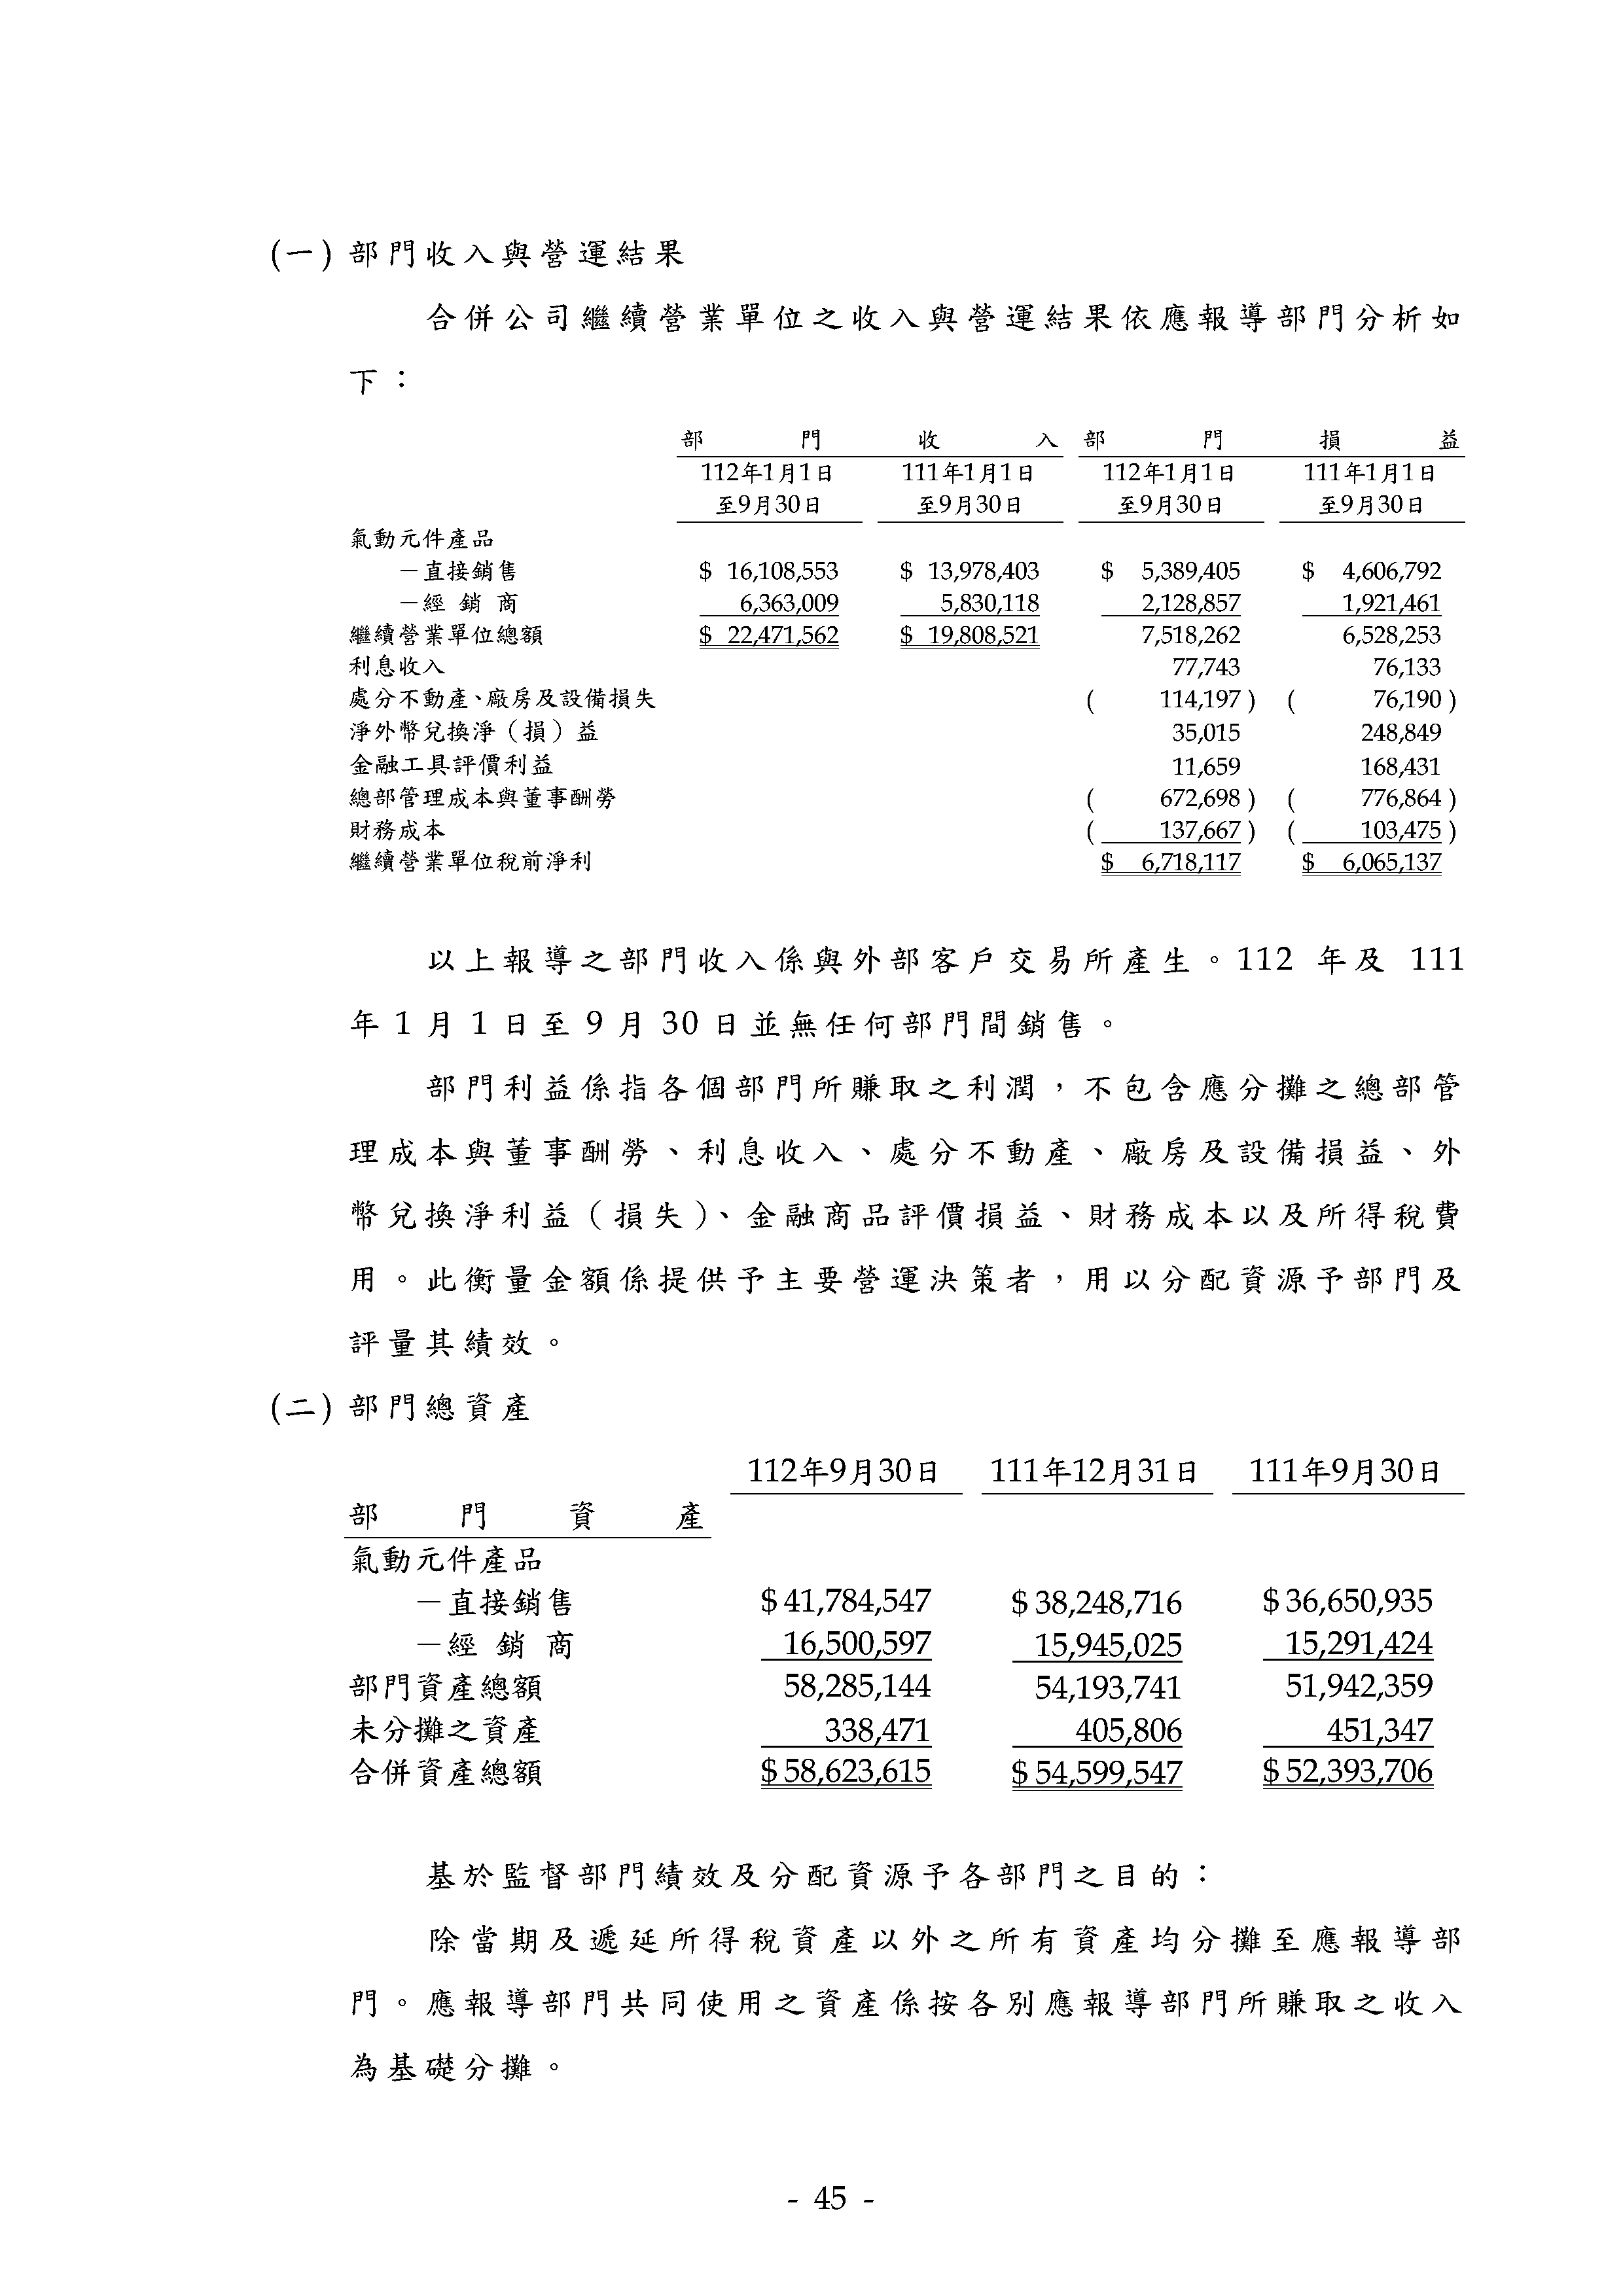 (一) 部門收入與營運結果
合併公司繼續營業單位之收入與營運結果依應報導部門分析如
下：
部門收入 部門損益
112年1月1日 111年1月1日 112年1月1日 111年1月1日
至9月30日 至9月30日 至9月30日 至9月30日
氣動元件產品
－直接銷售 $ 16,108,553 $ 13,978,403 $ 5,389,405 $ 4,606,792
－經 銷 商 6,363,009 5,830,118 2,128,857 1,921,461
繼續營業單位總額 $ 22,471,562 $ 19,808,521 7,518,262 6,528,253
利息收入 77,743 76,133
處分不動產、廠房及設備損失 ( 114,197 ) ( 76,190 )
淨外幣兌換淨（損）益 35,015 248,849
金融工具評價利益 11,659 168,431
總部管理成本與董事酬勞 ( 672,698 ) ( 776,864 )
財務成本 ( 137,667 ) ( 103,475 )
繼續營業單位稅前淨利 $ 6,718,117 $ 6,065,137
以上報導之部門收入係與外部客戶交易所產生。112 年及 111
年 1 月 1 日至 9 月 30 日並無任何部門間銷售。
部門利益係指各個部門所賺取之利潤，不包含應分攤之總部管
理成本與董事酬勞、利息收入、處分不動產、廠房及設備損益、外
幣兌換淨利益（損失）、金融商品評價損益、財務成本以及所得稅費
用。此衡量金額係提供予主要營運決策者，用以分配資源予部門及
評量其績效。
(二) 部門總資產
112年9月30日 111年12月31日 111年9月30日
部門資產
氣動元件產品
－直接銷售 $ 41,784,547 $ 38,248,716 $ 36,650,935
－經 銷 商 16,500,597 15,945,025 15,291,424
部門資產總額 58,285,144 54,193,741 51,942,359
未分攤之資產 338,471 405,806 451,347
合併資產總額 $ 58,623,615 $ 54,599,547 $ 52,393,706
基於監督部門績效及分配資源予各部門之目的：
除當期及遞延所得稅資產以外之所有資產均分攤至應報導部
門。應報導部門共同使用之資產係按各別應報導部門所賺取之收入
為基礎分攤。
- 45 -